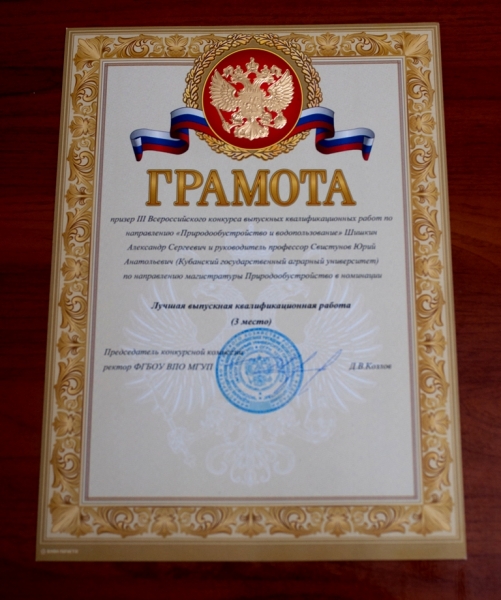 ГРАМОТА
призер III Всероссийского конкурса выпускных квалификационных работ по
направлению «Природообустройство и водопользование» Шишкин
Александр Сергеевич и руководитель профессор Свистунов Юрий
Анатольевич (Кубанский государственный аграрный университет)
по направлению магистратуры Природообустройство в номинации
Лучшая выпускная квалификационная работа
(3 место)
Председатель конкурсной комиссии
ректор ФГБОУ ВПО МГУП Д.В.Козлов